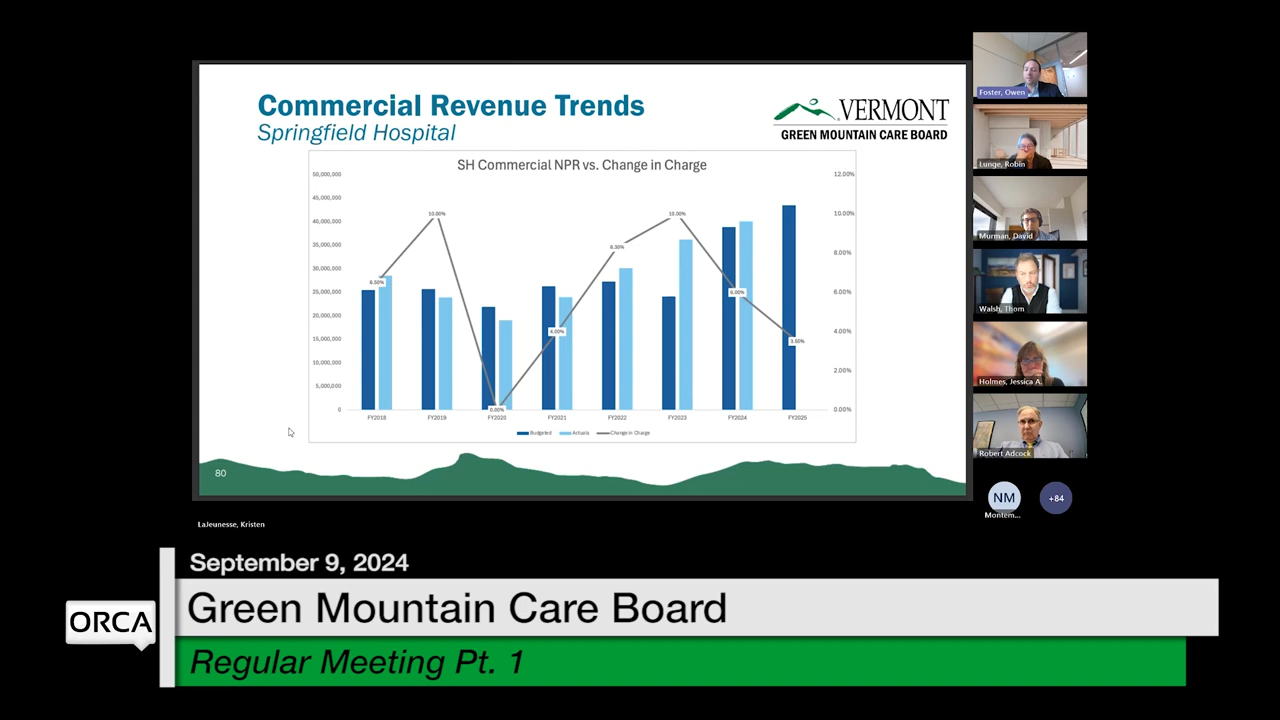 Commercial Revenue Trends
Springfield Hospital
VERMONT
GREEN MOUNTAIN CARE BOARD
SH Commercial NPR vs. Change in Charge
50,000,000
45,000,000
40,000,000
35,000,000
30,000,000
25,000,000
20,000,000
15,000,000
10,000,000
5,000,000
0
12.00%
10.00%
8.00%
6.00%
4.00%
2.00%
0.00%
10.00%
0.00%
4.00%
10.00%
6.00%
3.50%
FY2018
FY2019
FY2020
FY2021
FY2022
FY2023
FY2024
FY2025
Budgeted
Actuals
Change in Charge
80
Foster, Owen
Lunge, Robin
Murman, David
Walsh, Thom
Holmes, Jessica A.
Robert Adcock
NM
+84
Montem...
LaJeunesse, Kristen
September 9, 2024
ORCA
Green Mountain Care Board
Regular Meeting Pt. 1